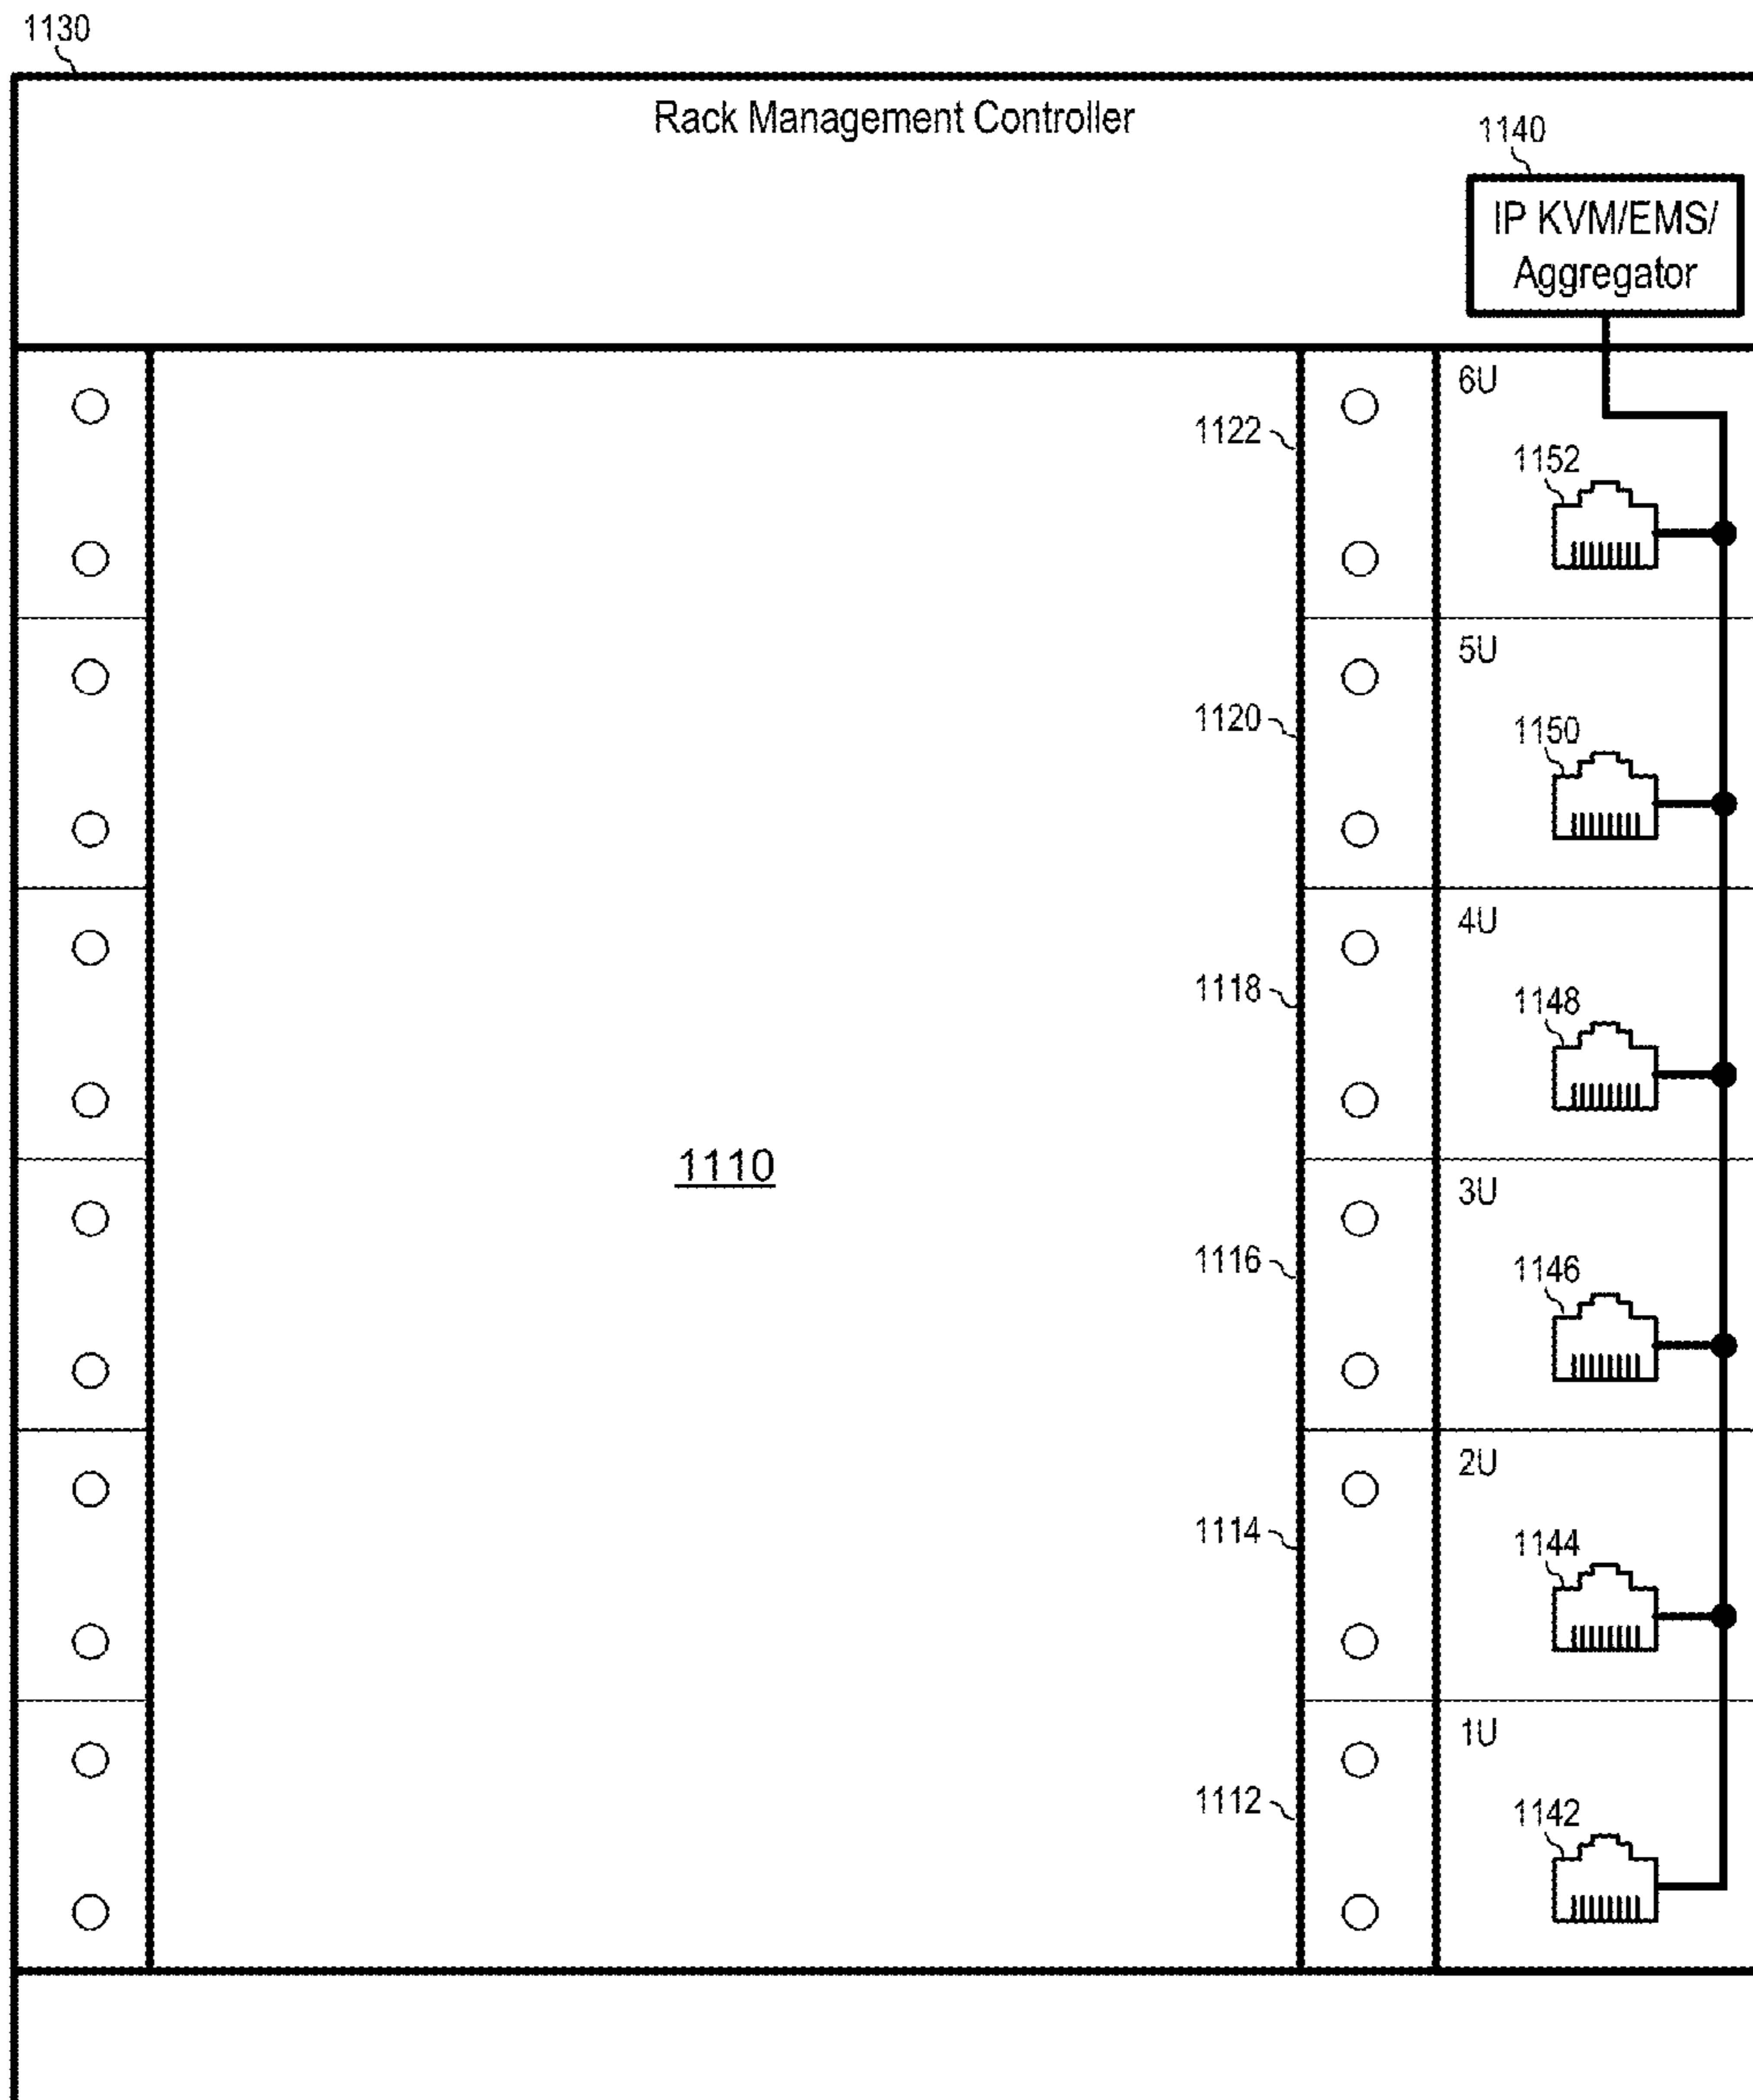 1130
Rack Management Controller
1140
IP KVM/EMS/
Aggregator
6U
1122
1152
5U
1120
1150
4U
1118
1148
1110
3U
1116
1146
2U
1114
1144
1U
1112
1142